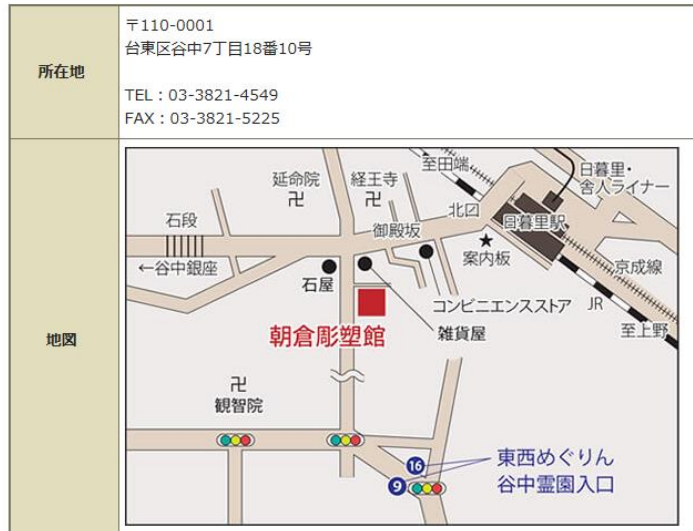 所在地
〒110-0001
台東区谷中7丁目18番10号
TEL：03-3821-4549
FAX：03-3821-5225
地図
至田端
日暮里・
舎人ライナー
延命院
卍
経王寺
卍
北口
日暮里駅
石段
御殿坂
★
案内板
←谷中銀座
京成線
石屋
コンビニエンスストア
JR
雑貨屋
至上野
朝倉彫塑館
卍
観智院
16
東西めぐりん
9
谷中霊園入口